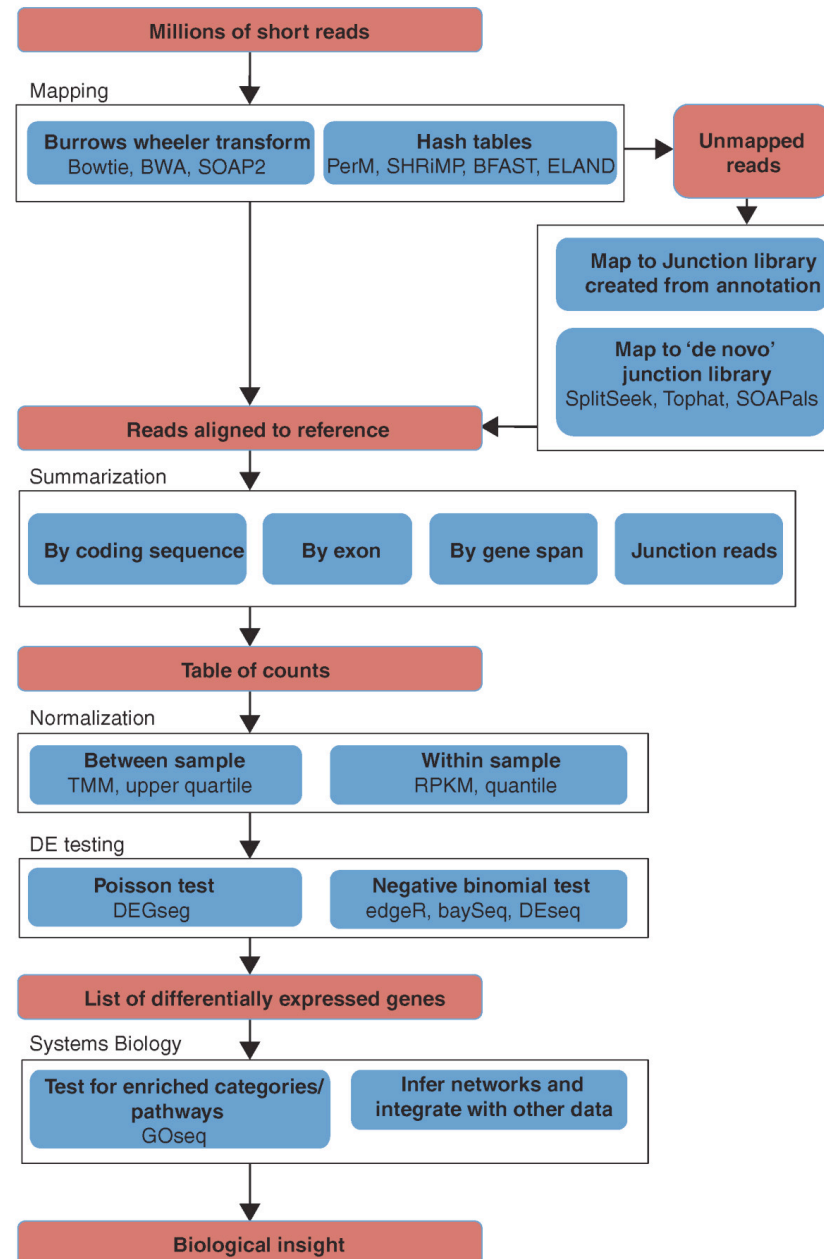 Millions of short reads
Mapping
Burrows wheeler transform
Bowtie, BWA, SOAP2
Hash tables
PerM, SHRiMP, BFAST, ELAND
Unmapped
reads
Map to Junction library
created from annotation
Map to ‘de novo’
junction library
SplitSeek, Tophat, SOAPals
Reads aligned to reference
Summarization
By coding sequence
By exon
By gene span
Junction reads
Table of counts
Normalization
Between sample
TMM, upper quartile
Within sample
RPKM, quantile
DE testing
Poisson test
DEGseg
Negative binomial test
edgeR, baySeq, DEseq
List of differentially expressed genes
Systems Biology
Test for enriched categories/
pathways
GOseq
Infer networks and
integrate with other data
Biological insight